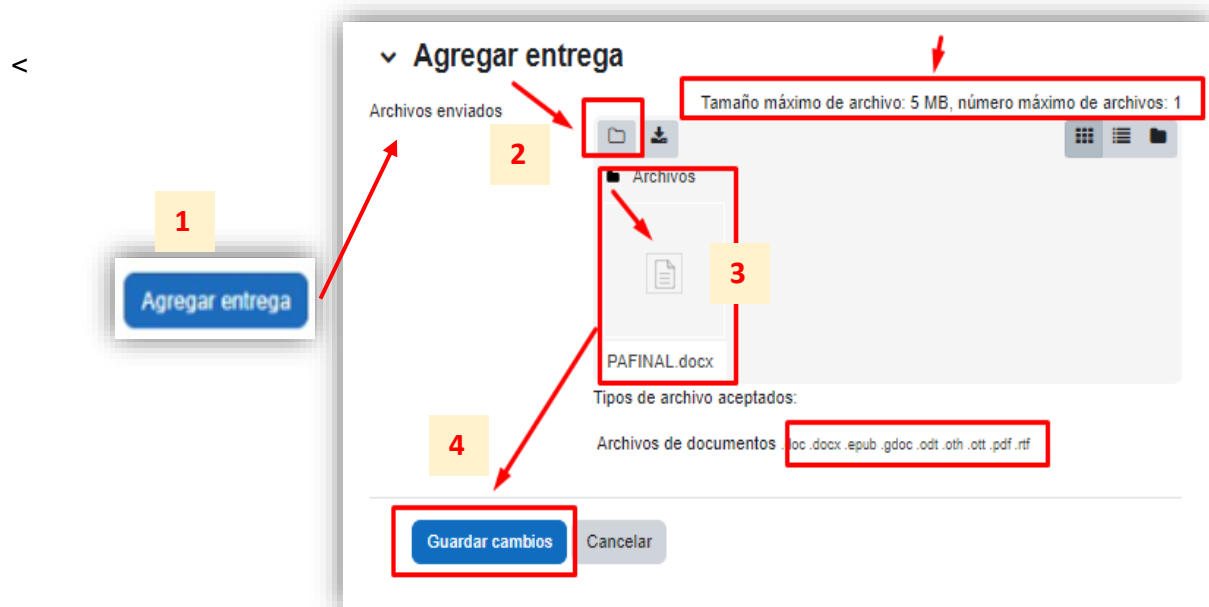 <
Agregar entrega
Archivos enviados
Tamaño máximo de archivo: 5 MB, número máximo de archivos: 1
2
Archivos
1
3
Agregar entrega
PAFINAL.docx
Tipos de archivo aceptados:
4
Archivos de documentos .doc .docx .epub .gdoc .odt .oth .ott .pdf .rtf
Guardar cambios
Cancelar